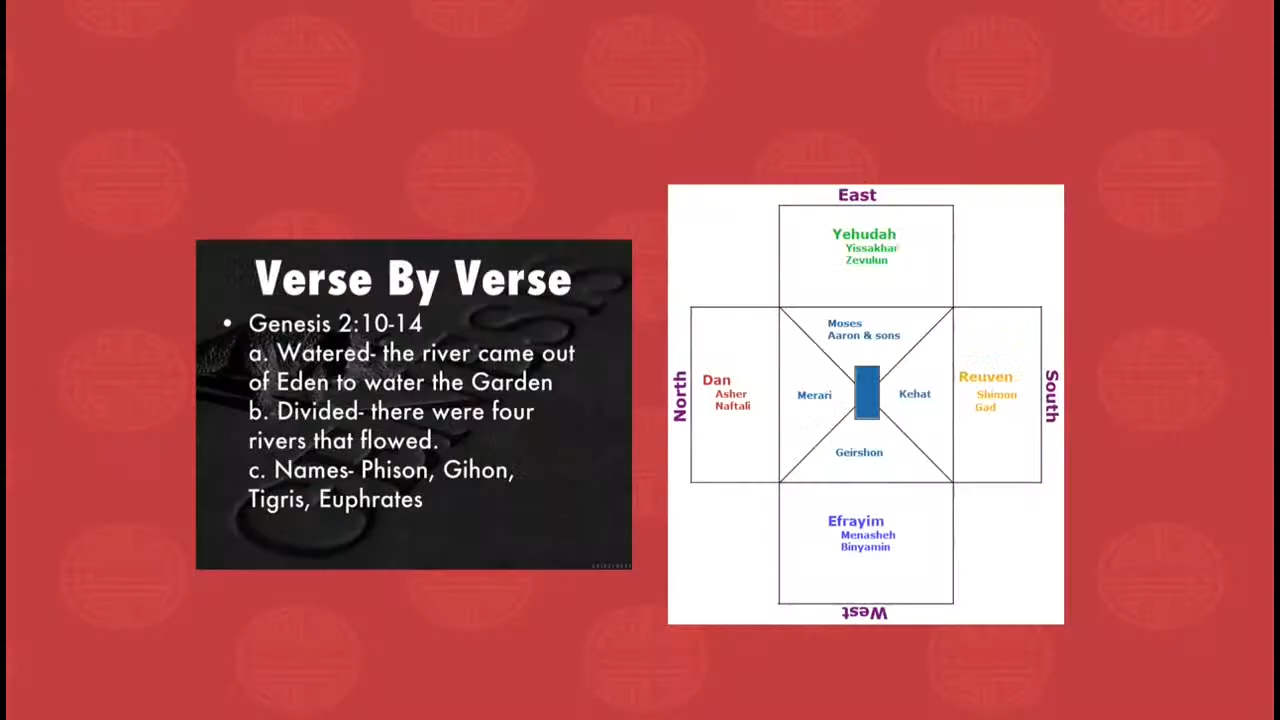 Verse By Verse
• Genesis 2:10-14
a. Watered- the river came out
of Eden to water the Garden
b. Divided- there were four
rivers that flowed.
c. Names- Phison, Gihon,
Tigris, Euphrates
East
Yehudah
Yissakhar
Zevulun
Moses
Aaron & sons
North
Dan
Asher
Naftali
Merari
Kehat
Reuven
Shimon
Gad
South
Geirshon
Efrayim
Menasheh
Binyamin
West